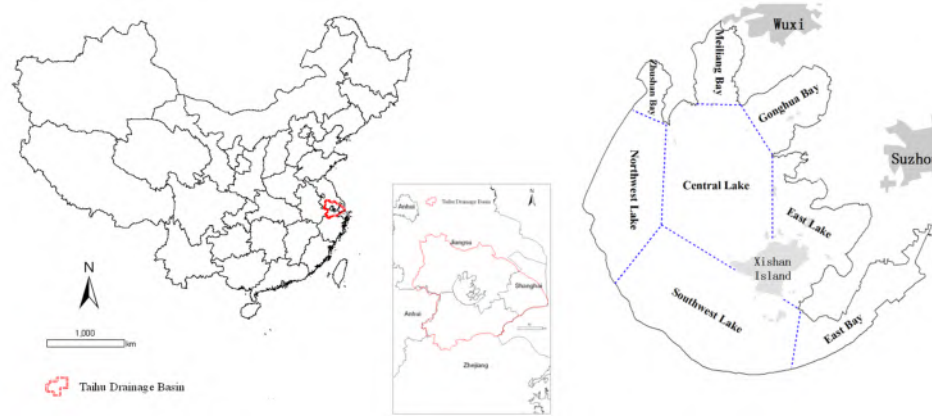 N
1,000
km
Taihu Drainage Basin
Taihu Drainage Basin
N
Anhui
Jiangsu
Shanghai
Anhui
Zhejiang
Wuxi
Meiliang Bay
Zhushan Bay
Gonghua Bay
Suzhou
Northwest Lake
Central Lake
East Lake
Xishan
Island
Southwest Lake
East Bay